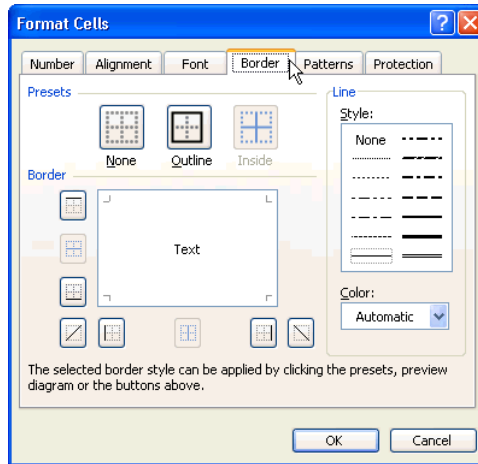 Format Cells
Number Alignment Font Border Patterns Protection
Presets
None Outline Inside
Border
Text
Line
Style:
None
Color:
Automatic
The selected border style can be applied by clicking the presets, preview
diagram or the buttons above.
OK Cancel